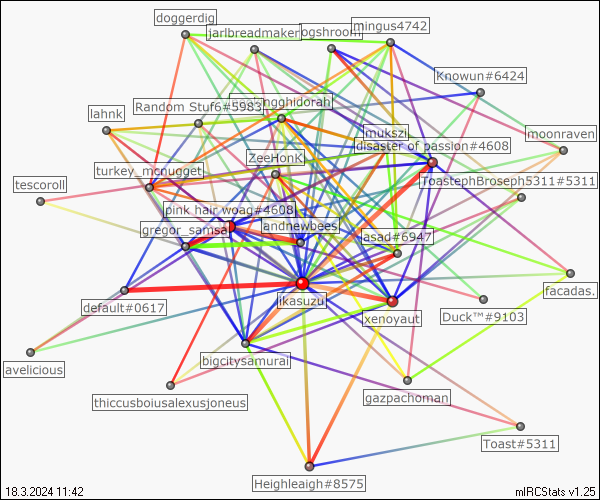 doggerdig
mingus4742
jarlbreadmaker
ogshroom
Knowun#6424
Random Stuf6#5983
ngghidorah
lahnk
mukszi
moonraven
disaster of passion#4608
ZeeHonk
turkey_mcnugget
ToastephBroseph5311#5311
tescoroll
pink hair woag#4608
andnewbees
gregor_samsa
asad#6947
default#0617
ikasuzu
facadas.
xenoyaut
Duck™#9103
avelicious
bigcitysamurai
gazpachoman
thiccusboiusalexusjoneus
Toast#5311
Heighleaigh#8575
18.3.2024 11:42
mIRCStats v1.25